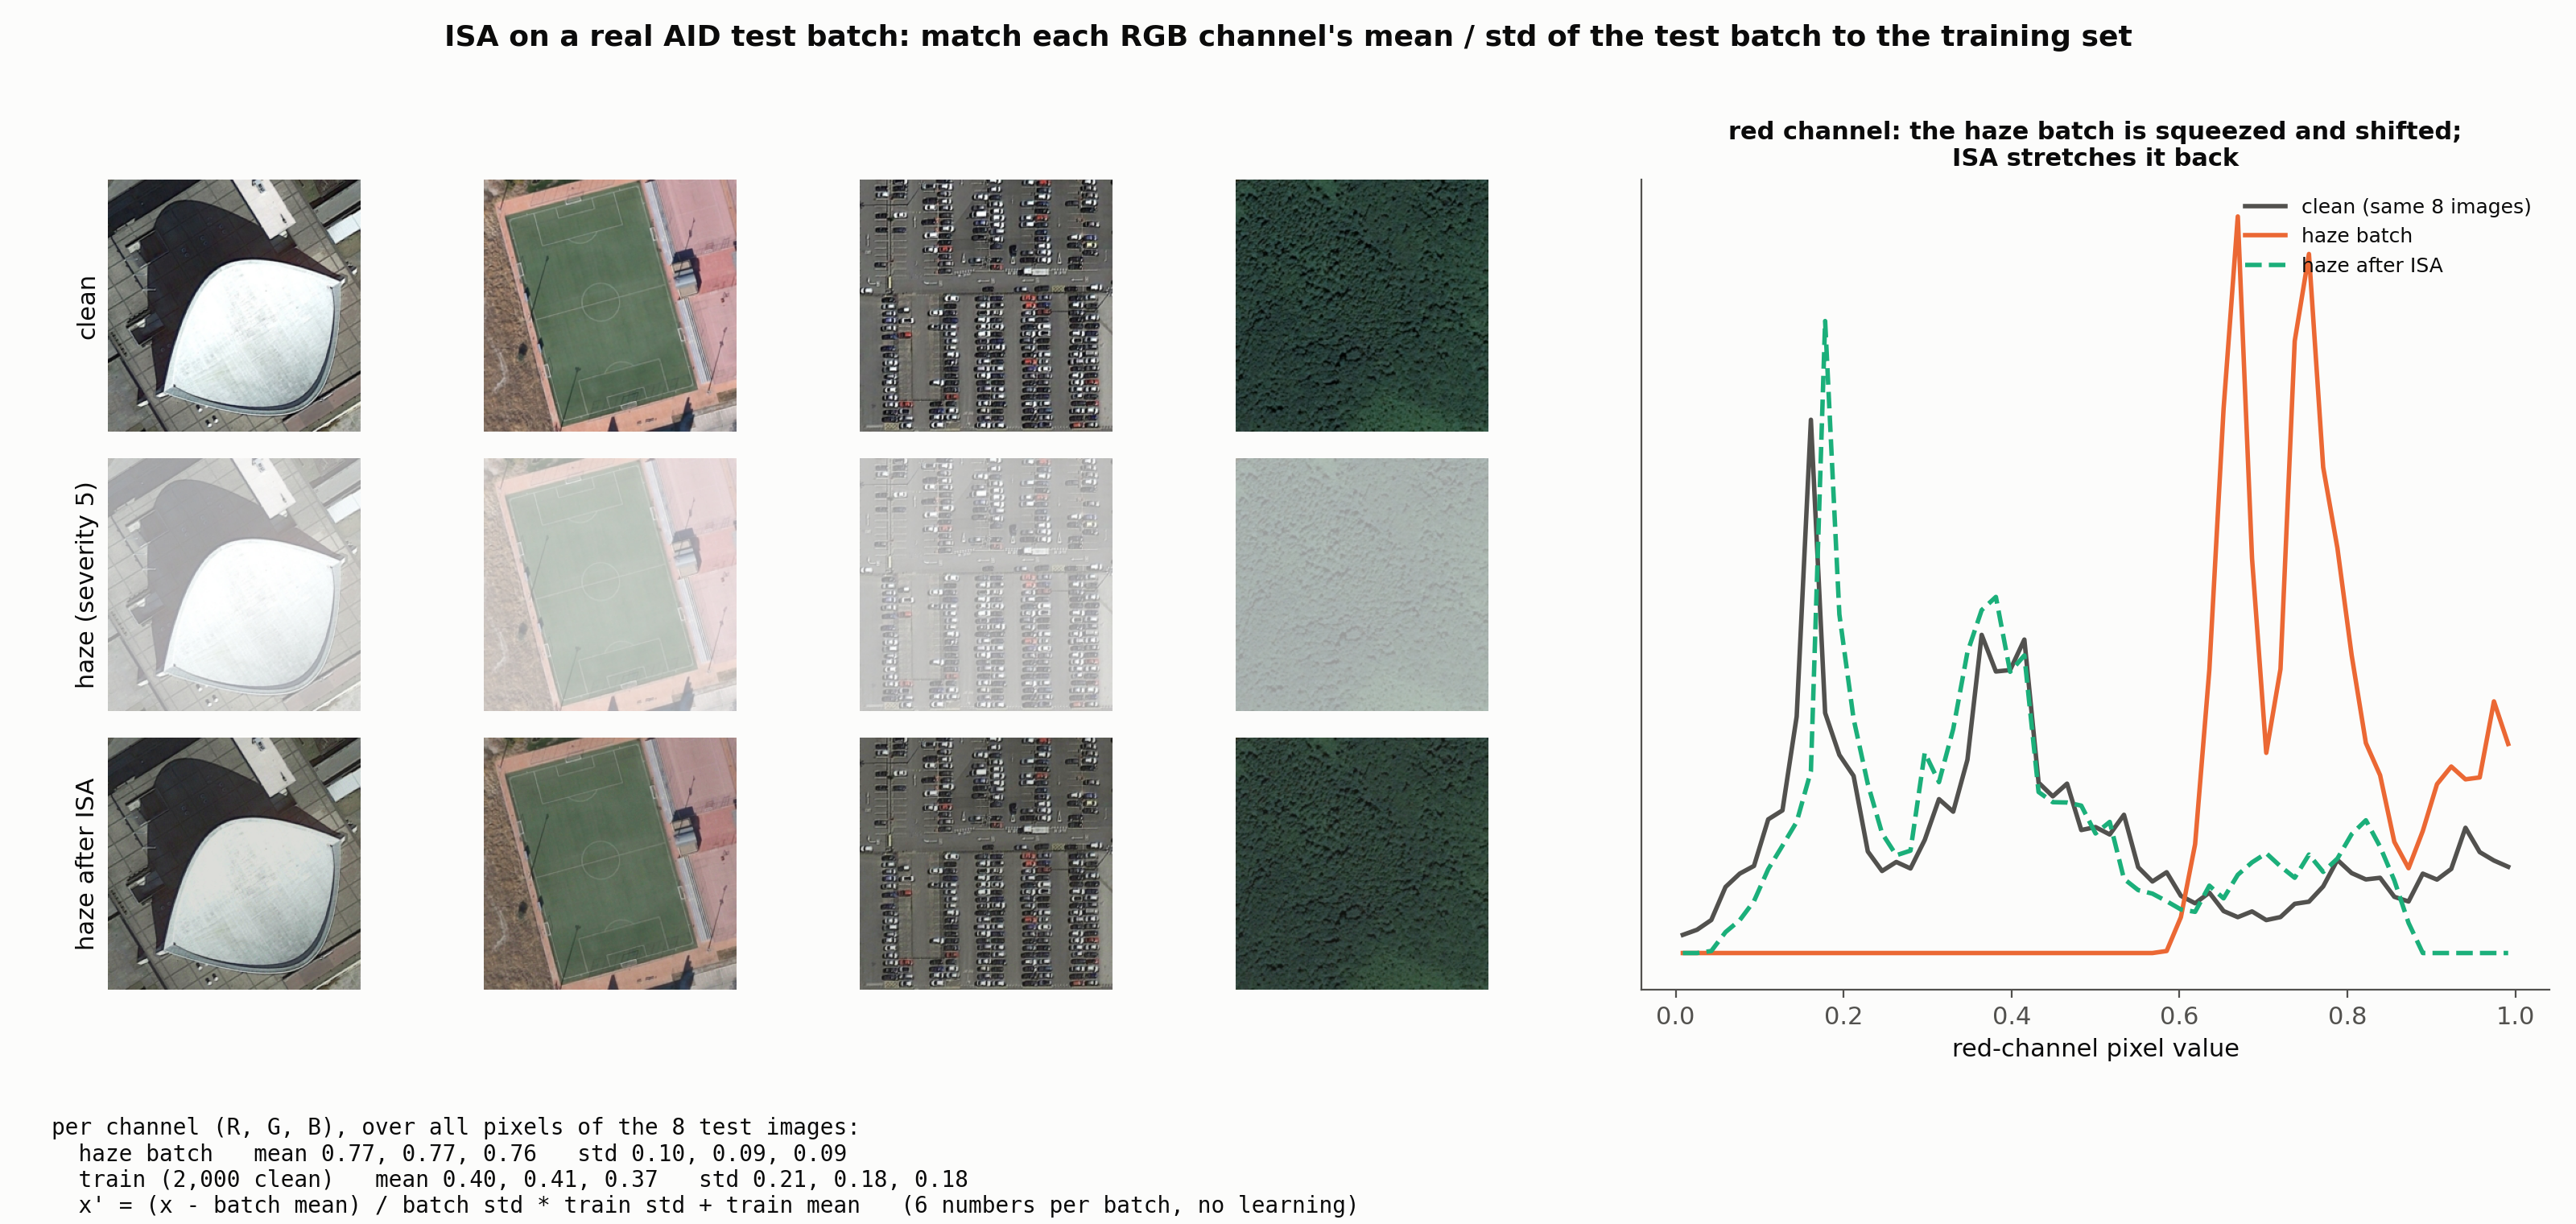 ISA on a real AID test batch: match each RGB channel's mean / std of the test batch to the training set
clean
haze (severity 5)
haze after ISA
red channel: the haze batch is squeezed and shifted;
ISA stretches it back
clean (same 8 images)
haze batch
haze after ISA
0.0 0.2 0.4 0.6 0.8 1.0
red-channel pixel value
per channel (R, G, B), over all pixels of the 8 test images:
haze batch   mean 0.77, 0.77, 0.76   std 0.10, 0.09, 0.09
train (2,000 clean)   mean 0.40, 0.41, 0.37   std 0.21, 0.18, 0.18
x' = (x - batch mean) / batch std * train std + train mean   (6 numbers per batch, no learning)